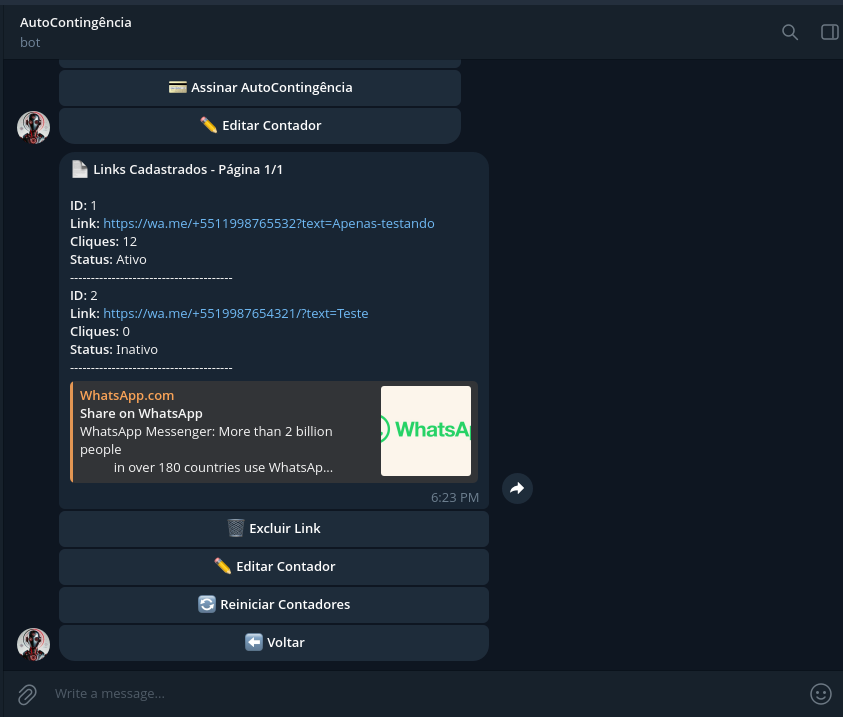 AutoContingência
bot
Assinar AutoContingência
Editar Contador
Links Cadastrados - Página 1/1
ID: 1
Link: https://wa.me/+5511998765532?text=Apenas-testando
Cliques: 12
Status: Ativo
---------------------------------------
ID: 2
Link: https://wa.me/+5519987654321/?text=Teste
Cliques: 0
Status: Inativo
---------------------------------------
WhatsApp.com
Share on WhatsApp
WhatsApp Messenger: More than 2 billion
people
in over 180 countries use WhatsAp...
WhatsAp
6:23 PM
Excluir Link
Editar Contador
Reiniciar Contadores
Voltar
Write a message...